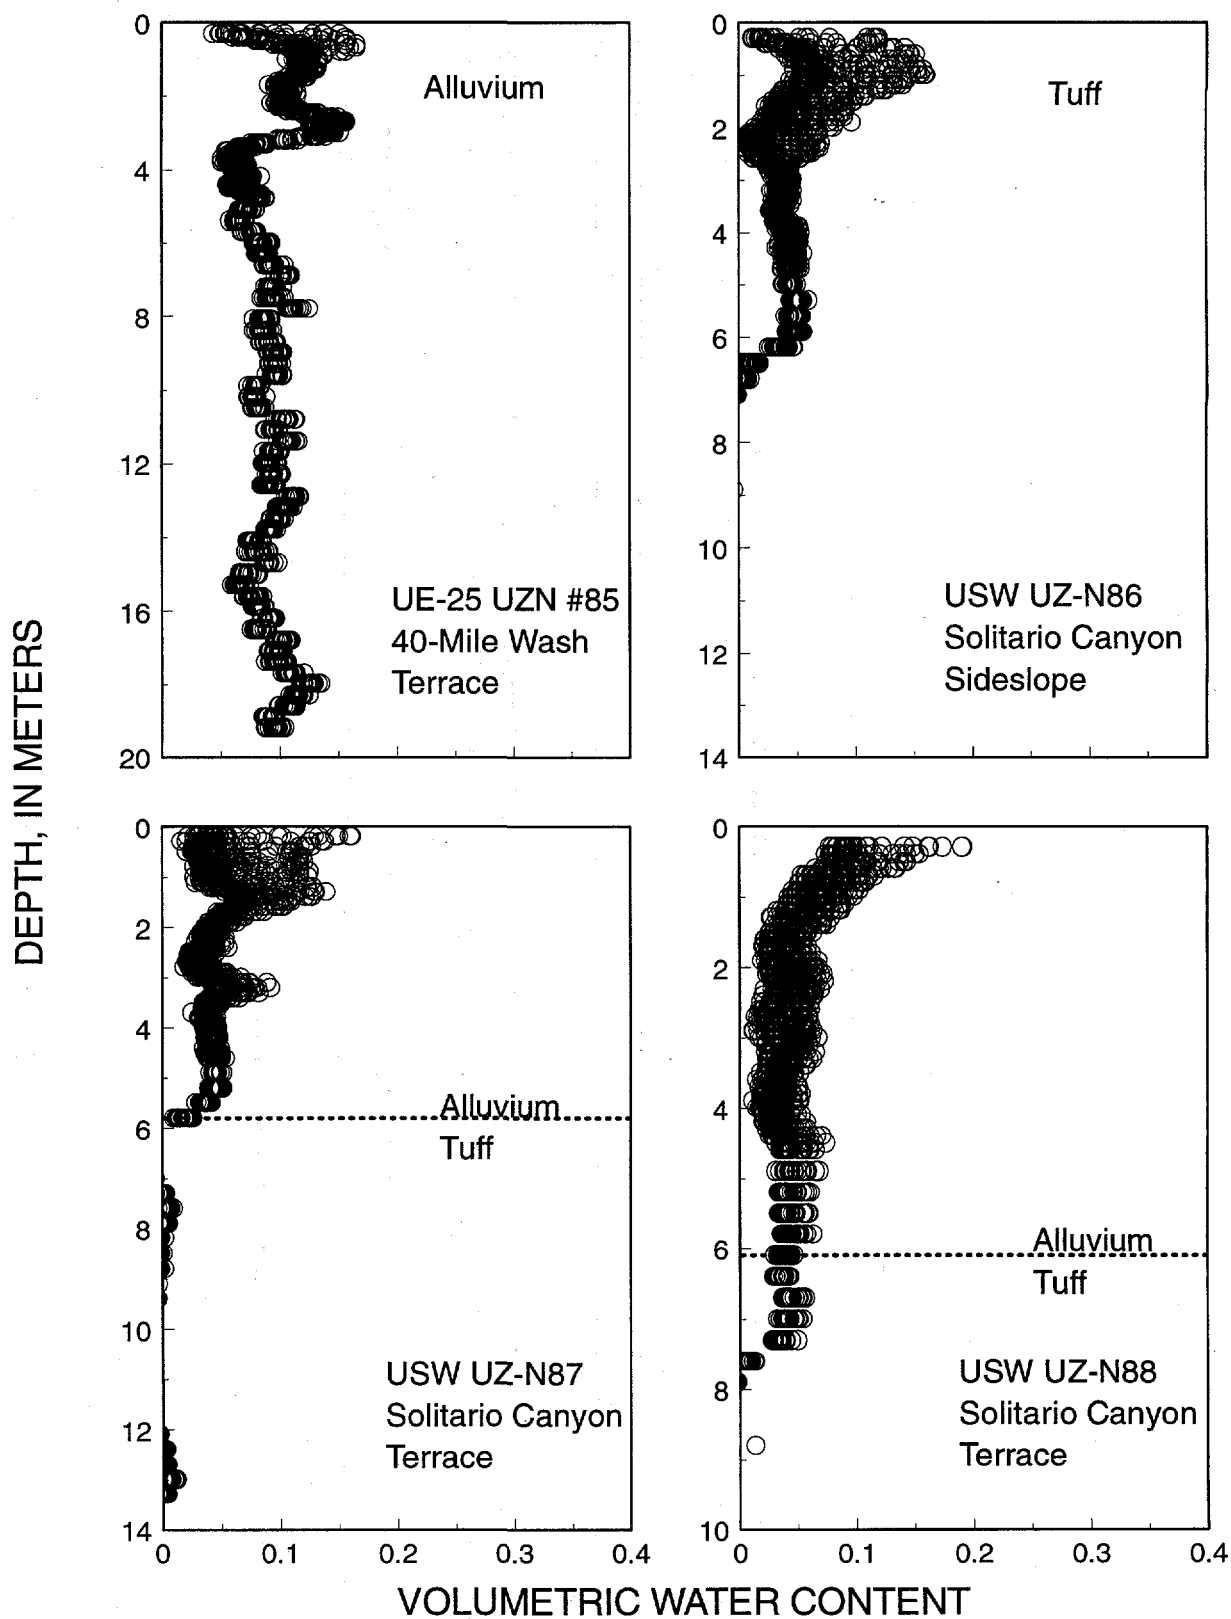 DEPTH, IN METERS
0
4
8
12
16
20
Alluvium
UE-25 UZN #85
40-Mile Wash
Terrace
0
2
4
6
8
10
12
14
Tuff
USW UZ-N86
Solitario Canyon
Sideslope
0
2
4
6
8
10
12
14
Alluvium
Tuff
USW UZ-N87
Solitario Canyon
Terrace
0 0.1 0.2 0.3 0.4
0
2
4
6
8
10
Alluvium
Tuff
USW UZ-N88
Solitario Canyon
Terrace
0 0.1 0.2 0.3 0.4
VOLUMETRIC WATER CONTENT